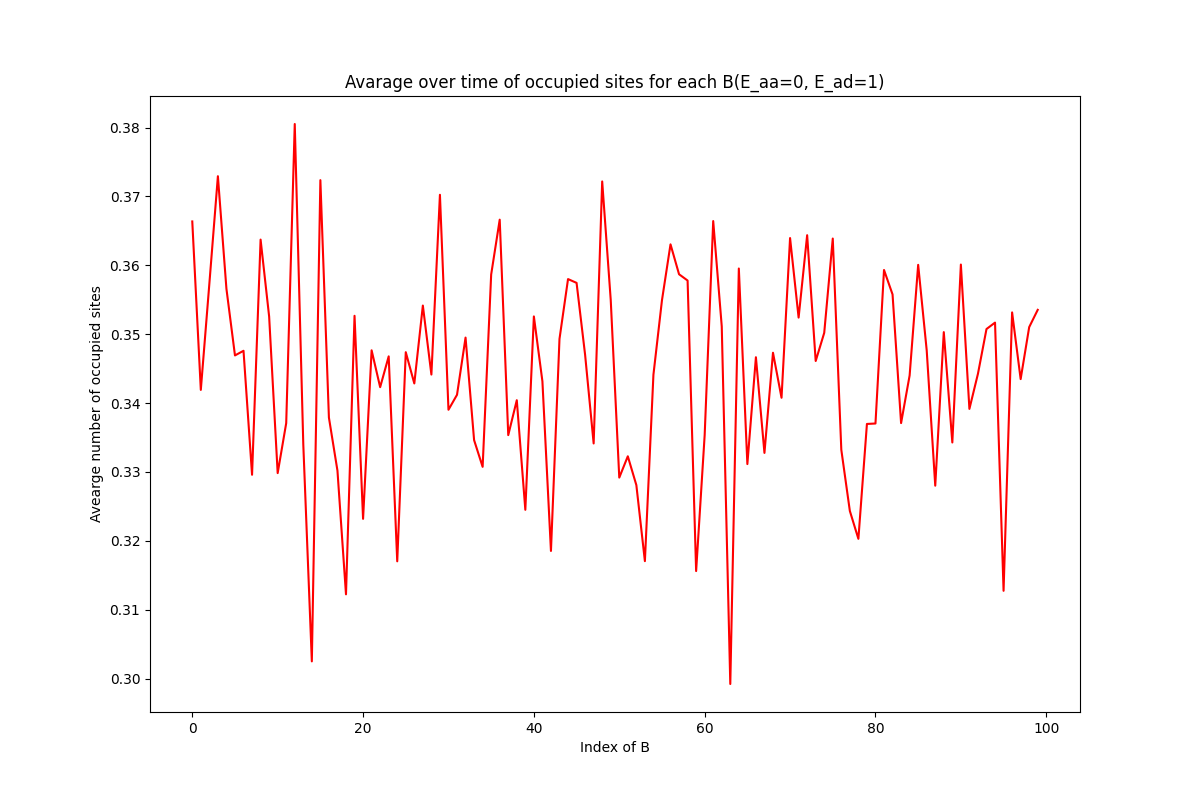 Avarage over time of occupied sites for each B(E_aa=0, E_ad=1)
Avearge number of occupied sites
0.38
0.37
0.36
0.35
0.34
0.33
0.32
0.31
0.30
0 20 40 60 80 100
Index of B